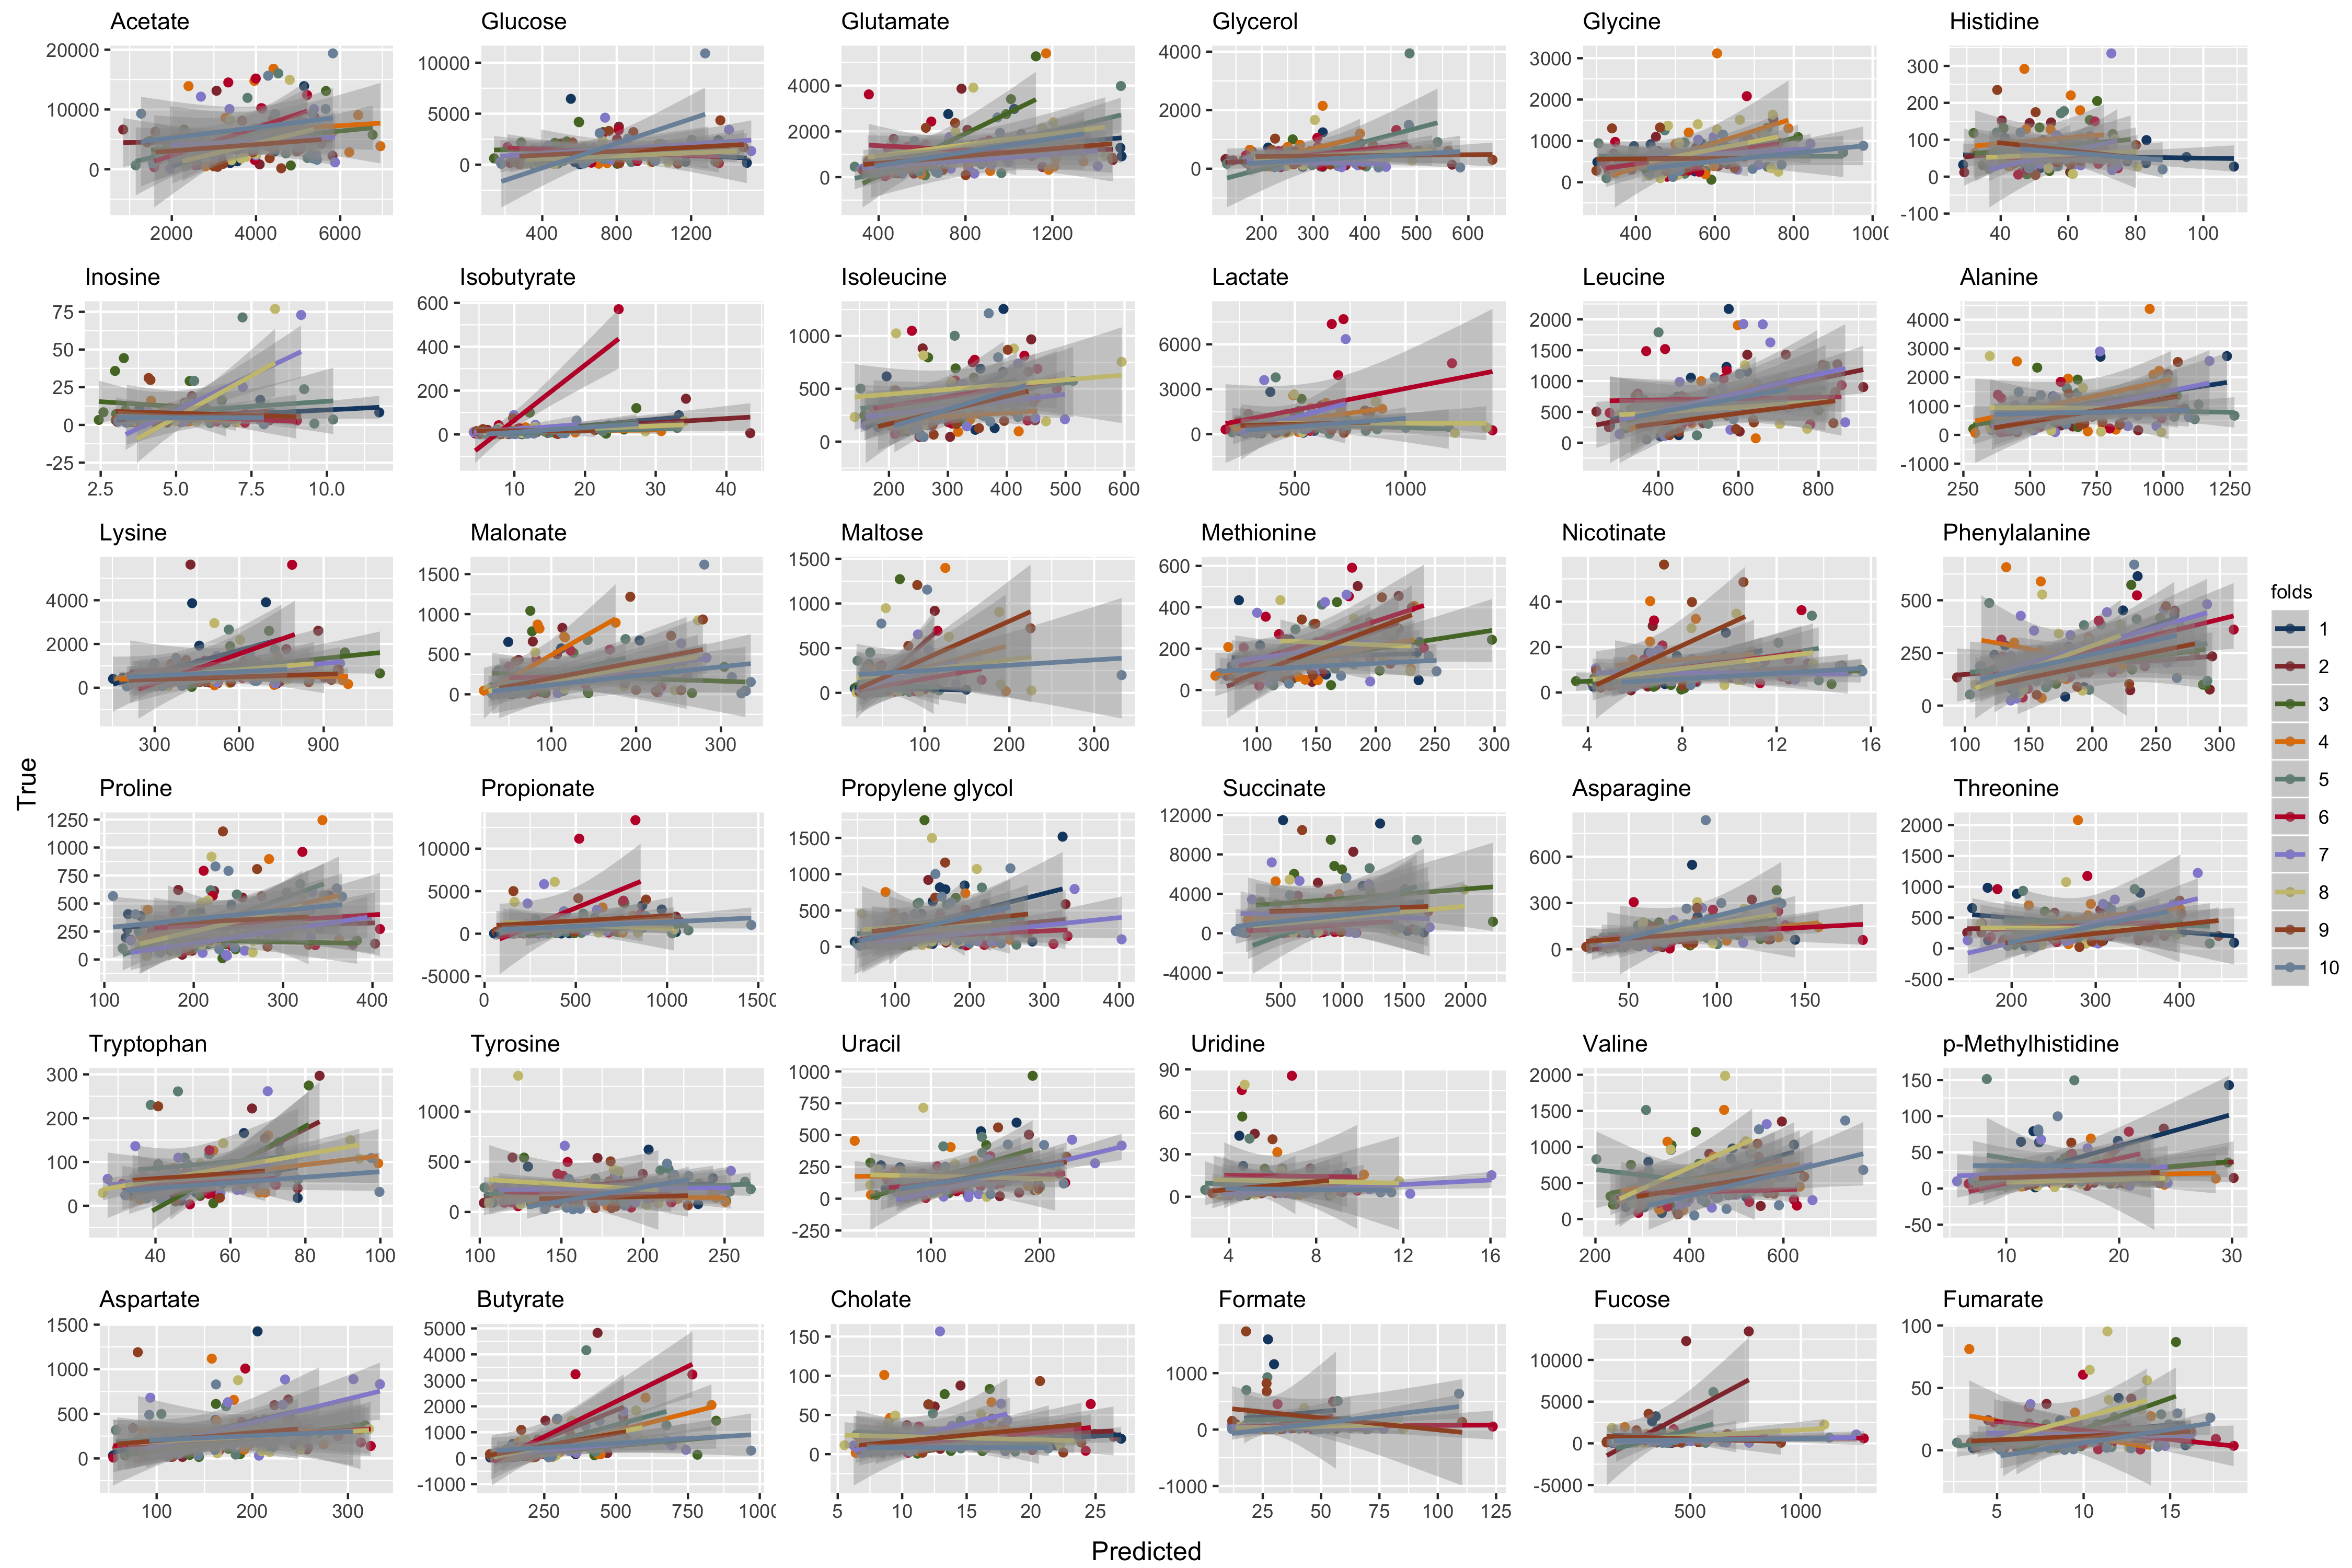 Acetate
20000
10000
0
2000 4000 6000
Glucose
10000
5000
0
400 800 1200
Glutamate
4000
2000
0
400 800 1200
Glycerol
4000
2000
0
200 300 400 500 600
Glycine
3000
2000
1000
0
400 600 800
Histidine
300
200
100
0
-100
40 60 80 100
Inosine
75
50
25
0
-25
2.5 5.0 7.5 10.0
Isobutyrate
600
400
200
0
10 20 30 40
Isoleucine
1000
500
0
200 300 400 500 600
Lactate
6000
3000
0
500 1000
Leucine
2000
1500
1000
500
0
400 600 800
Alanine
4000
3000
2000
1000
0
-1000
250 500 750 1000 1250
Lysine
4000
2000
0
300 600 900
Malonate
1500
1000
500
0
100 200 300
Maltose
1500
1000
500
0
100 200 300
Methionine
600
400
200
0
100 150 200 250 300
Nicotinate
40
20
0
4 8 12 16
Phenylalanine
500
250
0
100 150 200 250 300
Proline
1250
1000
750
500
250
0
100 200 300 400
Propionate
10000
5000
0
-5000
0 500 1000
Propylene glycol
1500
1000
500
0
100 200 300 400
Succinate
12000
8000
4000
0
-4000
500 1000 1500 2000
Asparagine
600
300
0
50 100 150
Threonine
2000
1500
1000
500
0
-500
200 300 400
Tryptophan
300
200
100
0
40 60 80 100
Tyrosine
1000
500
0
100 150 200 250
Uracil
1000
750
500
250
0
-250
100 200
Uridine
90
60
30
0
4 8 12 16
Valine
2000
1500
1000
500
0
200 400 600
p-Methylhistidine
150
100
50
0
-50
10 20 30
Aspartate
1500
1000
500
0
100 200 300
Butyrate
5000
4000
3000
2000
1000
0
-1000
250 500 750
Cholate
150
100
50
0
5 10 15 20 25
Formate
1000
0
-1000
25 50 75 100 125
Fucose
10000
5000
0
-5000
500 1000
Fumarate
100
50
0
5 10 15
True
Predicted
folds
1
2
3
4
5
6
7
8
9
10